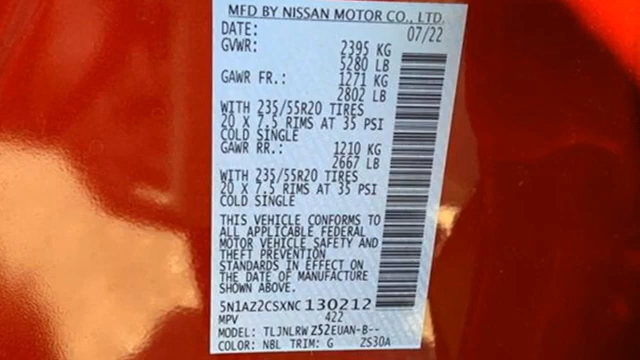 MFD BY NISSAN MOTOR CO., LTD.
DATE: 07/22
GVWR: 2395 KG
5280 LB
GAWR FR.: 1271 KG
2802 LB
WITH 235/55R20 TIRES
20 X 7.5 RIMS AT 35 PSI
COLD SINGLE
GAWR RR.: 1210 KG
2667 LB
WITH 235/55R20 TIRES
20 X 7.5 RIMS AT 35 PSI
COLD SINGLE
THIS VEHICLE CONFORMS TO
ALL APPLICABLE FEDERAL
MOTOR VEHICLE SAFETY AND
THEFT PREVENTION
STANDARDS IN EFFECT ON
THE DATE OF MANUFACTURE
SHOWN ABOVE.
5N1AZ2CSXNC130212
MPV 422
MODEL: TLJNLRW Z52EUAN-B--
COLOR: NBL TRIM: G ZS30A